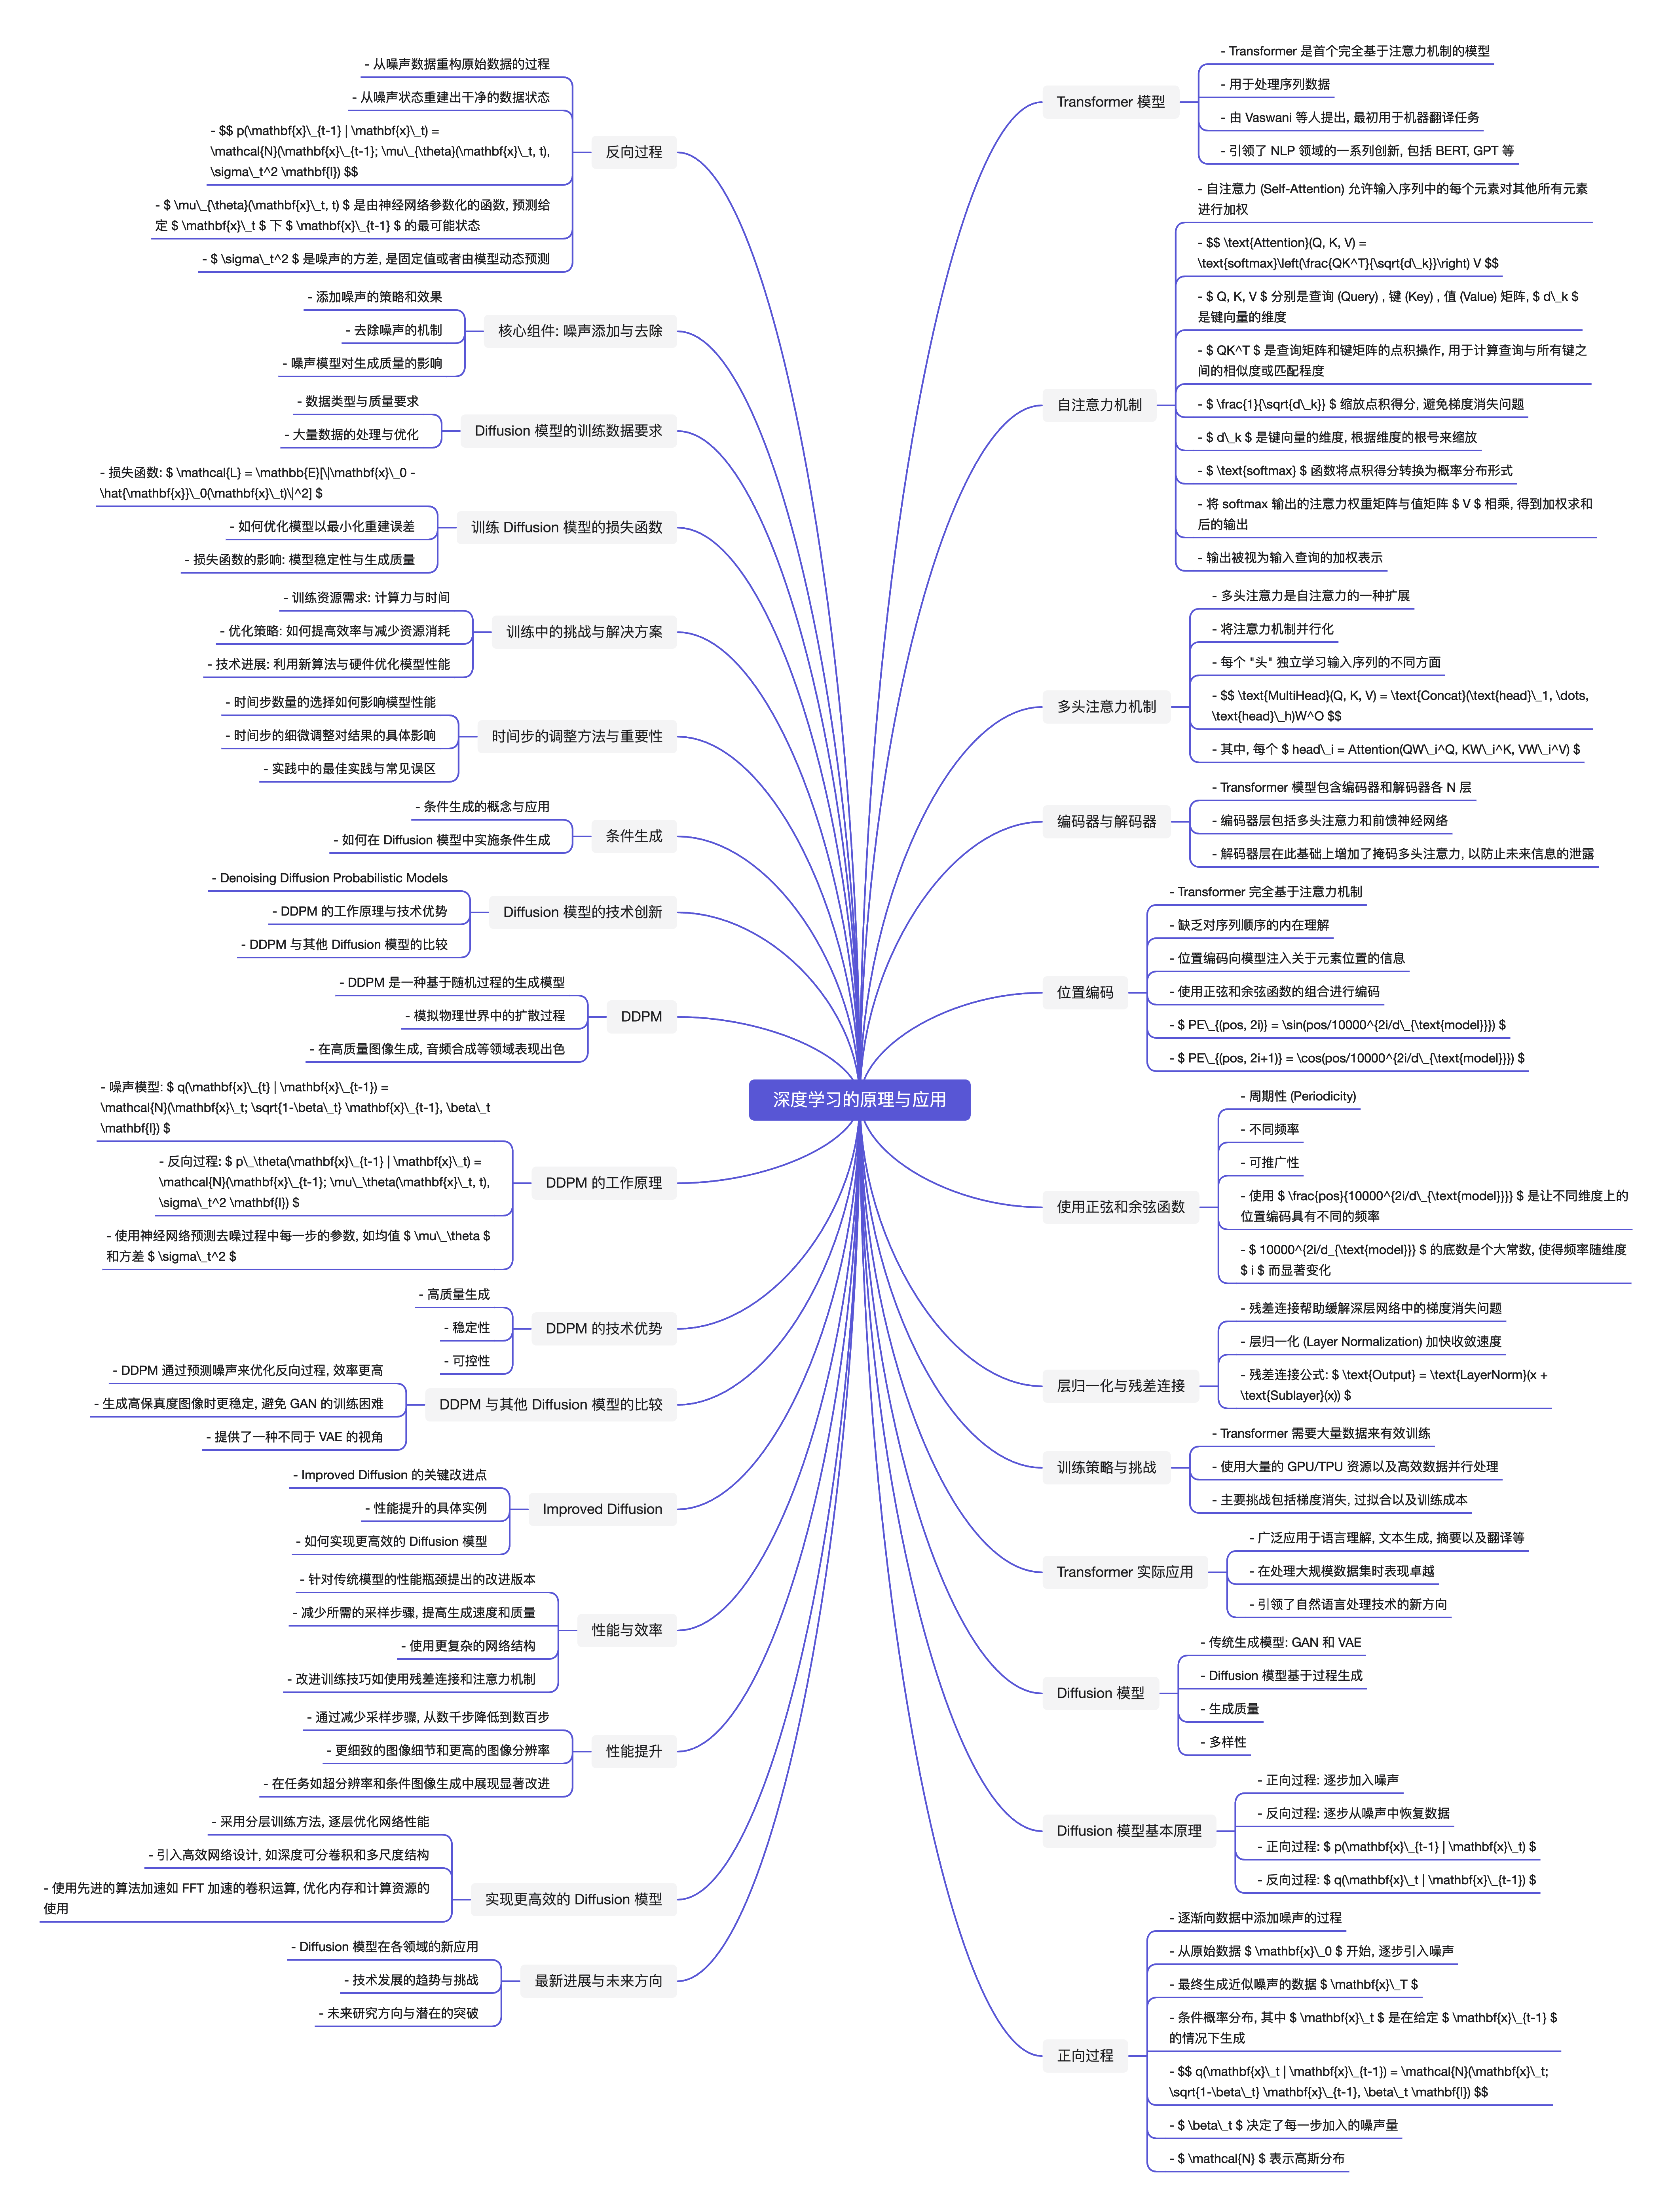 深度学习的原理与应用
Transformer 模型
- Transformer 是首个完全基于注意力机制的模型
- 用于处理序列数据
- 由 Vaswani 等人提出, 最初用于机器翻译任务
- 引领了 NLP 领域的一系列创新, 包括 BERT, GPT 等
自注意力机制
- 自注意力 (Self-Attention) 允许输入序列中的每个元素对其他所有元素
进行加权
- $$ \text{Attention}(Q, K, V) =
\text{softmax}\left(\frac{QK^T}{\sqrt{d\_k}}\right) V $$
- $ Q, K, V $ 分别是查询 (Query) , 键 (Key) , 值 (Value) 矩阵, $ d\_k $
是键向量的维度
- $ QK^T $ 是查询矩阵和键矩阵的点积操作, 用于计算查询与所有键之
间的相似度或匹配程度
- $ \frac{1}{\sqrt{d\_k}} $ 缩放点积得分, 避免梯度消失问题
- $ d\_k $ 是键向量的维度, 根据维度的根号来缩放
- $ \text{softmax} $ 函数将点积得分转换为概率分布形式
- 将 softmax 输出的注意力权重矩阵与值矩阵 $ V $ 相乘, 得到加权求和
后的输出
- 输出被视为输入查询的加权表示
多头注意力机制
- 多头注意力是自注意力的一种扩展
- 将注意力机制并行化
- 每个 "头" 独立学习输入序列的不同方面
- $$ \text{MultiHead}(Q, K, V) = \text{Concat}(\text{head}\_1, \dots,
\text{head}\_h)W^O $$
- 其中, 每个 $ head\_i = Attention(QW\_i^Q, KW\_i^K, VW\_i^V) $
编码器与解码器
- Transformer 模型包含编码器和解码器各 N 层
- 编码器层包括多头注意力和前馈神经网络
- 解码器层在此基础上增加了掩码多头注意力, 以防止未来信息的泄露
位置编码
- Transformer 完全基于注意力机制
- 缺乏对序列顺序的内在理解
- 位置编码向模型注入关于元素位置的信息
- 使用正弦和余弦函数的组合进行编码
- $ PE\_{(pos, 2i)} = \sin(pos/10000^{2i/d\_{\text{model}}}) $
- $ PE\_{(pos, 2i+1)} = \cos(pos/10000^{2i/d\_{\text{model}}}) $
使用正弦和余弦函数
- 周期性 (Periodicity)
- 不同频率
- 可推广性
- 使用 $ \frac{pos}{10000^{2i/d\_{\text{model}}}} $ 是让不同维度上的
位置编码具有不同的频率
- $ 10000^{2i/d_{\text{model}}} $ 的底数是个大常数, 使得频率随维度
$ i $ 而显著变化
层归一化与残差连接
- 残差连接帮助缓解深层网络中的梯度消失问题
- 层归一化 (Layer Normalization) 加快收敛速度
- 残差连接公式: $ \text{Output} = \text{LayerNorm}(x +
\text{Sublayer}(x)) $
训练策略与挑战
- Transformer 需要大量数据来有效训练
- 使用大量的 GPU/TPU 资源以及高效数据并行处理
- 主要挑战包括梯度消失, 过拟合以及训练成本
Transformer 实际应用
- 广泛应用于语言理解, 文本生成, 摘要以及翻译等
- 在处理大规模数据集时表现卓越
- 引领了自然语言处理技术的新方向
Diffusion 模型
- 传统生成模型: GAN 和 VAE
- Diffusion 模型基于过程生成
- 生成质量
- 多样性
Diffusion 模型基本原理
- 正向过程: 逐步加入噪声
- 反向过程: 逐步从噪声中恢复数据
- 正向过程: $ p(\mathbf{x}\_{t-1} | \mathbf{x}\_t) $
- 反向过程: $ q(\mathbf{x}\_t | \mathbf{x}\_{t-1}) $
正向过程
- 逐渐向数据中添加噪声的过程
- 从原始数据 $ \mathbf{x}\_0 $ 开始, 逐步引入噪声
- 最终生成近似噪声的数据 $ \mathbf{x}\_T $
- 条件概率分布, 其中 $ \mathbf{x}\_t $ 是在给定 $ \mathbf{x}\_{t-1} $
的情况下生成
- $$ q(\mathbf{x}\_t | \mathbf{x}\_{t-1}) = \mathcal{N}(\mathbf{x}\_t;
\sqrt{1-\beta\_t} \mathbf{x}\_{t-1}, \beta\_t \mathbf{I}) $$
- $ \beta\_t $ 决定了每一步加入的噪声量
- $ \mathcal{N} $ 表示高斯分布
反向过程
- 从噪声数据重构原始数据的过程
- 从噪声状态重建出干净的数据状态
- $$ p(\mathbf{x}\_{t-1} | \mathbf{x}\_t) =
\mathcal{N}(\mathbf{x}\_{t-1}; \mu\_{\theta}(\mathbf{x}\_t, t),
\sigma\_t^2 \mathbf{I}) $$
- $ \mu\_{\theta}(\mathbf{x}\_t, t) $ 是由神经网络参数化的函数, 预测给
定 $ \mathbf{x}\_t $ 下 $ \mathbf{x}\_{t-1} $ 的最可能状态
- $ \sigma\_t^2 $ 是噪声的方差, 是固定值或者由模型动态预测
核心组件: 噪声添加与去除
- 添加噪声的策略和效果
- 去除噪声的机制
- 噪声模型对生成质量的影响
Diffusion 模型的训练数据要求
- 数据类型与质量要求
- 大量数据的处理与优化
训练 Diffusion 模型的损失函数
- 损失函数: $ \mathcal{L} = \mathbb{E}[\|\mathbf{x}\_0 -
\hat{\mathbf{x}}\_0(\mathbf{x}\_t)\|^2] $
- 如何优化模型以最小化重建误差
- 损失函数的影响: 模型稳定性与生成质量
训练中的挑战与解决方案
- 训练资源需求: 计算力与时间
- 优化策略: 如何提高效率与减少资源消耗
- 技术进展: 利用新算法与硬件优化模型性能
时间步的调整方法与重要性
- 时间步数量的选择如何影响模型性能
- 时间步的细微调整对结果的具体影响
- 实践中的最佳实践与常见误区
条件生成
- 条件生成的概念与应用
- 如何在 Diffusion 模型中实施条件生成
Diffusion 模型的技术创新
- Denoising Diffusion Probabilistic Models
- DDPM 的工作原理与技术优势
- DDPM 与其他 Diffusion 模型的比较
DDPM
- DDPM 是一种基于随机过程的生成模型
- 模拟物理世界中的扩散过程
- 在高质量图像生成, 音频合成等领域表现出色
DDPM 的工作原理
- 噪声模型: $ q(\mathbf{x}\_{t} | \mathbf{x}\_{t-1}) =
\mathcal{N}(\mathbf{x}\_t; \sqrt{1-\beta\_t} \mathbf{x}\_{t-1}, \beta\_t
\mathbf{I}) $
- 反向过程: $ p\_\theta(\mathbf{x}\_{t-1} | \mathbf{x}\_t) =
\mathcal{N}(\mathbf{x}\_{t-1}; \mu\_\theta(\mathbf{x}\_t, t),
\sigma\_t^2 \mathbf{I}) $
- 使用神经网络预测去噪过程中每一步的参数, 如均值 $ \mu\_\theta $
和方差 $ \sigma\_t^2 $
DDPM 的技术优势
- 高质量生成
- 稳定性
- 可控性
DDPM 与其他 Diffusion 模型的比较
- DDPM 通过预测噪声来优化反向过程, 效率更高
- 生成高保真度图像时更稳定, 避免 GAN 的训练困难
- 提供了一种不同于 VAE 的视角
Improved Diffusion
- Improved Diffusion 的关键改进点
- 性能提升的具体实例
- 如何实现更高效的 Diffusion 模型
性能与效率
- 针对传统模型的性能瓶颈提出的改进版本
- 减少所需的采样步骤, 提高生成速度和质量
- 使用更复杂的网络结构
- 改进训练技巧如使用残差连接和注意力机制
性能提升
- 通过减少采样步骤, 从数千步降低到数百步
- 更细致的图像细节和更高的图像分辨率
- 在任务如超分辨率和条件图像生成中展现显著改进
实现更高效的 Diffusion 模型
- 采用分层训练方法, 逐层优化网络性能
- 引入高效网络设计, 如深度可分卷积和多尺度结构
- 使用先进的算法加速如 FFT 加速的卷积运算, 优化内存和计算资源的
使用
最新进展与未来方向
- Diffusion 模型在各领域的新应用
- 技术发展的趋势与挑战
- 未来研究方向与潜在的突破